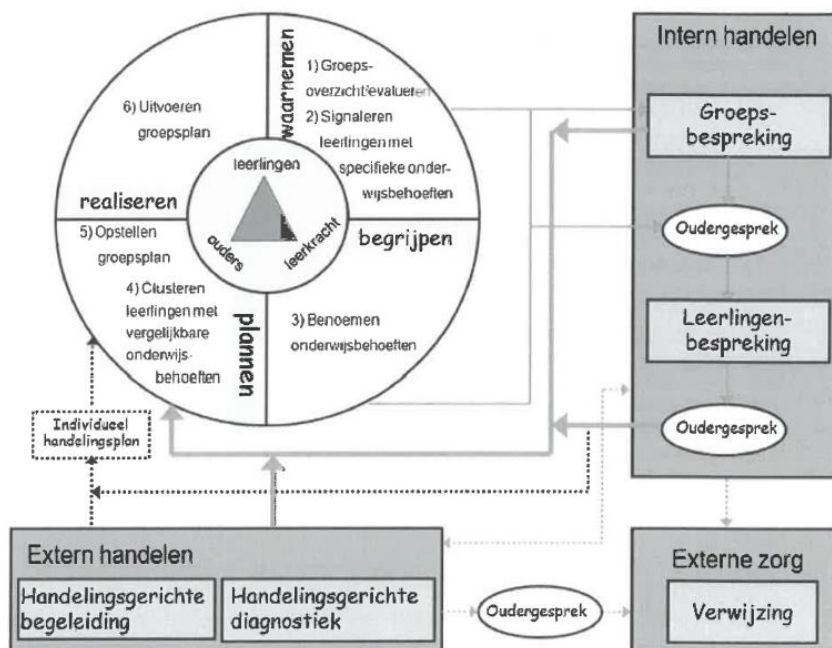 waarnemen
1) Groeps-
overzicht evalueren
2) Signaleren
leerlingen met
specifieke onder-
wijsbehoeften
begrijpen
3) Benoemen
onderwijsbehoeften
plannen
4) Clusteren
leerlingen met
vergelijkbare
onderwijs-
behoeften
5) Opstellen
groepsplan
realiseren
6) Uitvoeren
groepsplan
leerlingen
ouders
leerkracht
Intern handelen
Groeps-
bespreking
Oudergesprek
Leerlingen-
bespreking
Oudergesprek
Individueel
handelingsplan
Extern handelen
Handelingsgerichte
begeleiding
Handelingsgerichte
diagnostiek
Oudergesprek
Externe zorg
Verwijzing